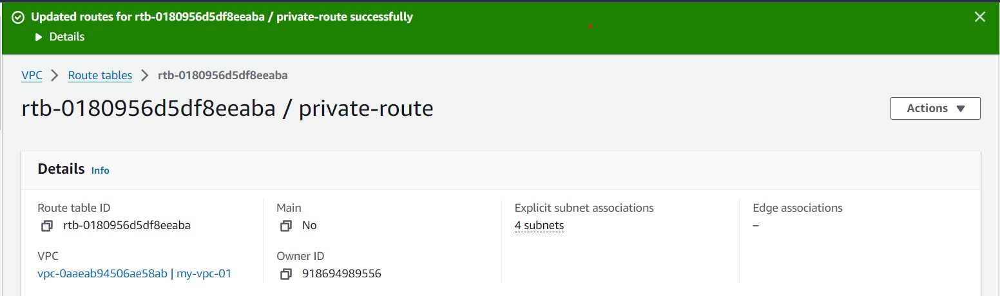 Updated routes for rtb-0180956d5df8eeaba / private-route successfully
Details
VPC > Route tables > rtb-0180956d5df8eeaba
rtb-0180956d5df8eeaba / private-route
Actions
Details Info
Route table ID
rtb-0180956d5df8eeaba
Main
No
Explicit subnet associations
4 subnets
Edge associations
–
VPC
vpc-0aaeab94506ae58ab | my-vpc-01
Owner ID
918694989556